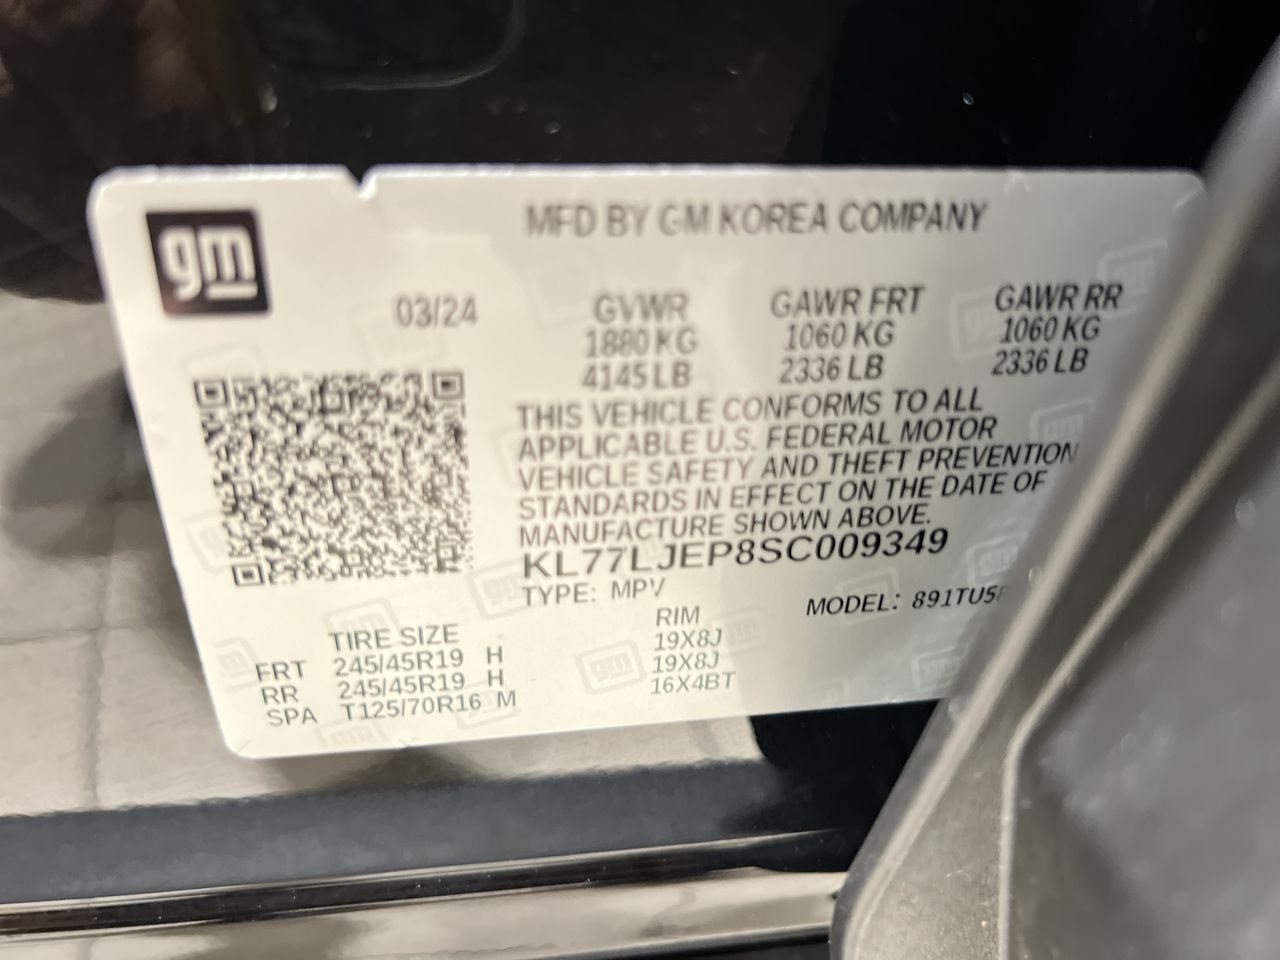 gm
MFD BY GM KOREA COMPANY
03/24
GVWR GAWR FRT GAWR RR
1880 KG 1060 KG 1060 KG
4145 LB 2336 LB 2336 LB
THIS VEHICLE CONFORMS TO ALL
APPLICABLE U.S. FEDERAL MOTOR
VEHICLE SAFETY AND THEFT PREVENTION
STANDARDS IN EFFECT ON THE DATE OF
MANUFACTURE SHOWN ABOVE.
KL77LJEP8SC009349
TYPE: MPV MODEL:
TIRE SIZE RIM
FRT 245/45R19 H 19X8J
RR 245/45R19 H 19X8J
SPA T125/70R16 M 16X4BT